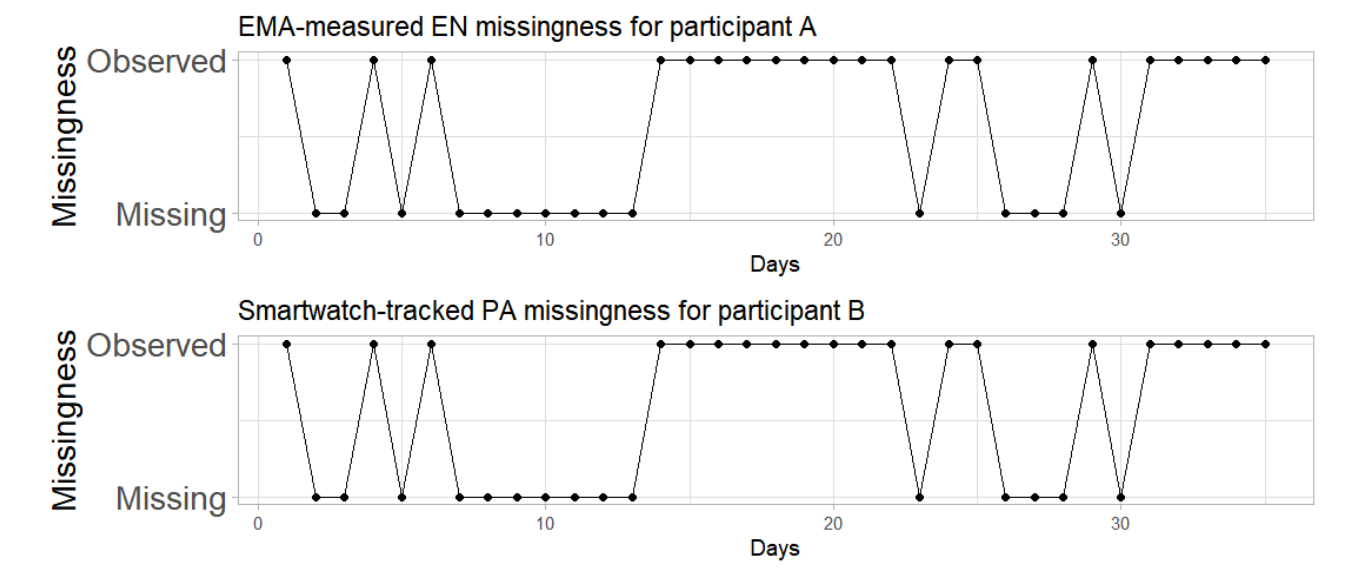 EMA-measured EN missingness for participant A
Missingness
Observed
Missing
0 10 20 30
Days
Smartwatch-tracked PA missingness for participant B
Missingness
Observed
Missing
0 10 20 30
Days